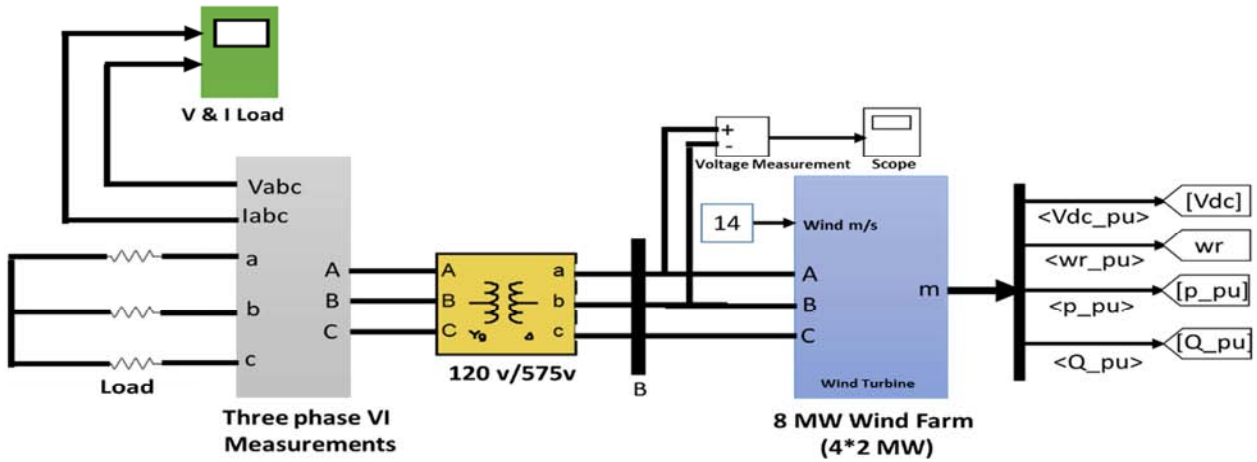 V & I Load
Vabc
Iabc
a
b
c
A
B
C
Load
Three phase VI
Measurements
A
B
C
a
b
c
Yg
Δ
120 v/575v
B
+
-
Voltage Measurement
Scope
14
Wind m/s
A
B
C
m
Wind Turbine
8 MW Wind Farm
(4*2 MW)
[Vdc]
<Vdc_pu>
wr
<wr_pu>
[p_pu]
<p_pu>
[Q_pu]
<Q_pu>